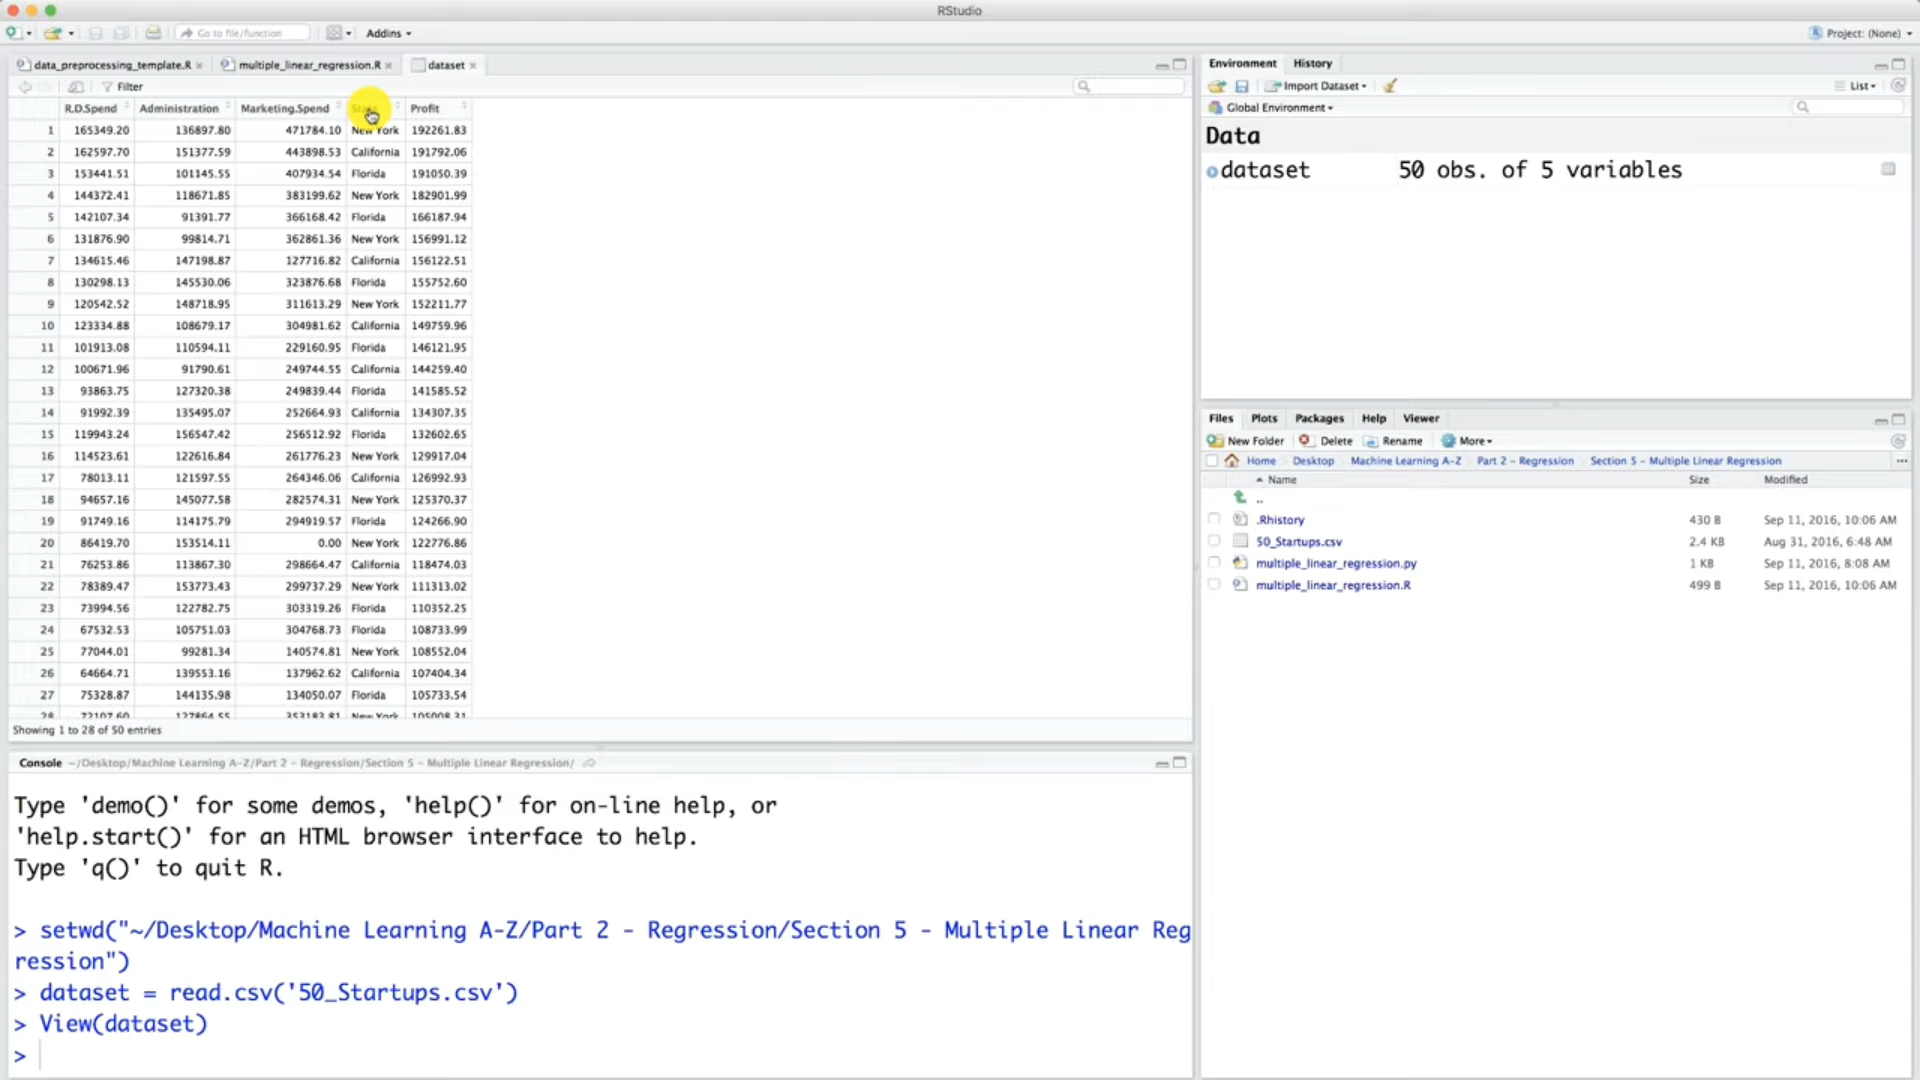 RStudio
Go to file/function
Addins
Project: (None)
data_preprocessing_template.R
multiple_linear_regression.R
dataset
Filter
R.D.Spend Administration Marketing.Spend State Profit
1 165349.20 136897.80 471784.10 New York 192261.83
2 162597.70 151377.59 443898.53 California 191792.06
3 153441.51 101145.55 407934.54 Florida 191050.39
4 144372.41 118671.85 383199.62 New York 182901.99
5 142107.34 91391.77 366168.42 Florida 166187.94
6 131876.90 99814.71 362861.36 New York 156991.12
7 134615.46 147198.87 127716.82 California 156122.51
8 130298.13 145530.06 323876.68 Florida 155752.60
9 120542.52 148718.95 311613.29 New York 152211.77
10 123334.88 108679.17 304981.62 California 149759.96
11 101913.08 110594.11 229160.95 Florida 146121.95
12 100671.96 91790.61 249744.55 California 144259.40
13 93863.75 127320.38 249839.44 Florida 141585.52
14 91992.39 135495.07 252664.93 California 134307.35
15 119943.24 156547.42 256512.92 Florida 132602.65
16 114523.61 122616.84 261776.23 New York 129917.04
17 78013.11 121597.55 264346.06 California 126992.93
18 94657.16 145077.58 282574.31 New York 125370.37
19 91749.16 114175.79 294919.57 Florida 124266.90
20 86419.70 153514.11 0.00 New York 122776.86
21 76253.86 113867.30 298664.47 California 118474.03
22 78389.47 153773.43 299737.29 New York 111313.02
23 73994.56 122782.75 303319.26 Florida 110352.25
24 67532.53 105751.03 304768.73 Florida 108733.99
25 77044.01 99281.34 140574.81 New York 108552.04
26 64664.71 139553.16 137962.62 California 107404.34
27 75328.87 144135.98 134050.07 Florida 105733.54
28 72107.60 127864.55 353183.81 New York 105008.31
Showing 1 to 28 of 50 entries
Console ~/Desktop/Machine Learning A-Z/Part 2 - Regression/Section 5 - Multiple Linear Regression/
Type 'demo()' for some demos, 'help()' for on-line help, or
'help.start()' for an HTML browser interface to help.
Type 'q()' to quit R.
> setwd("~/Desktop/Machine Learning A-Z/Part 2 - Regression/Section 5 - Multiple Linear Reg
ression")
> dataset = read.csv('50_Startups.csv')
> View(dataset)
>
Environment History
Import Dataset
List
Global Environment
Data
dataset 50 obs. of 5 variables
Files Plots Packages Help Viewer
New Folder Delete Rename More
Home Desktop Machine Learning A-Z Part 2 - Regression Section 5 - Multiple Linear Regression ...
Name Size Modified
..
.Rhistory 430 B Sep 11, 2016, 10:06 AM
50_Startups.csv 2.4 KB Aug 31, 2016, 6:48 AM
multiple_linear_regression.py 1 KB Sep 11, 2016, 8:08 AM
multiple_linear_regression.R 499 B Sep 11, 2016, 10:06 AM